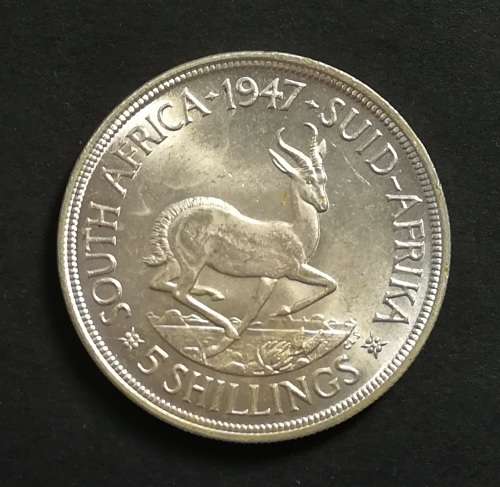 SOUTH AFRICA · 1947 · SUID-AFRIKA
5 SHILLINGS